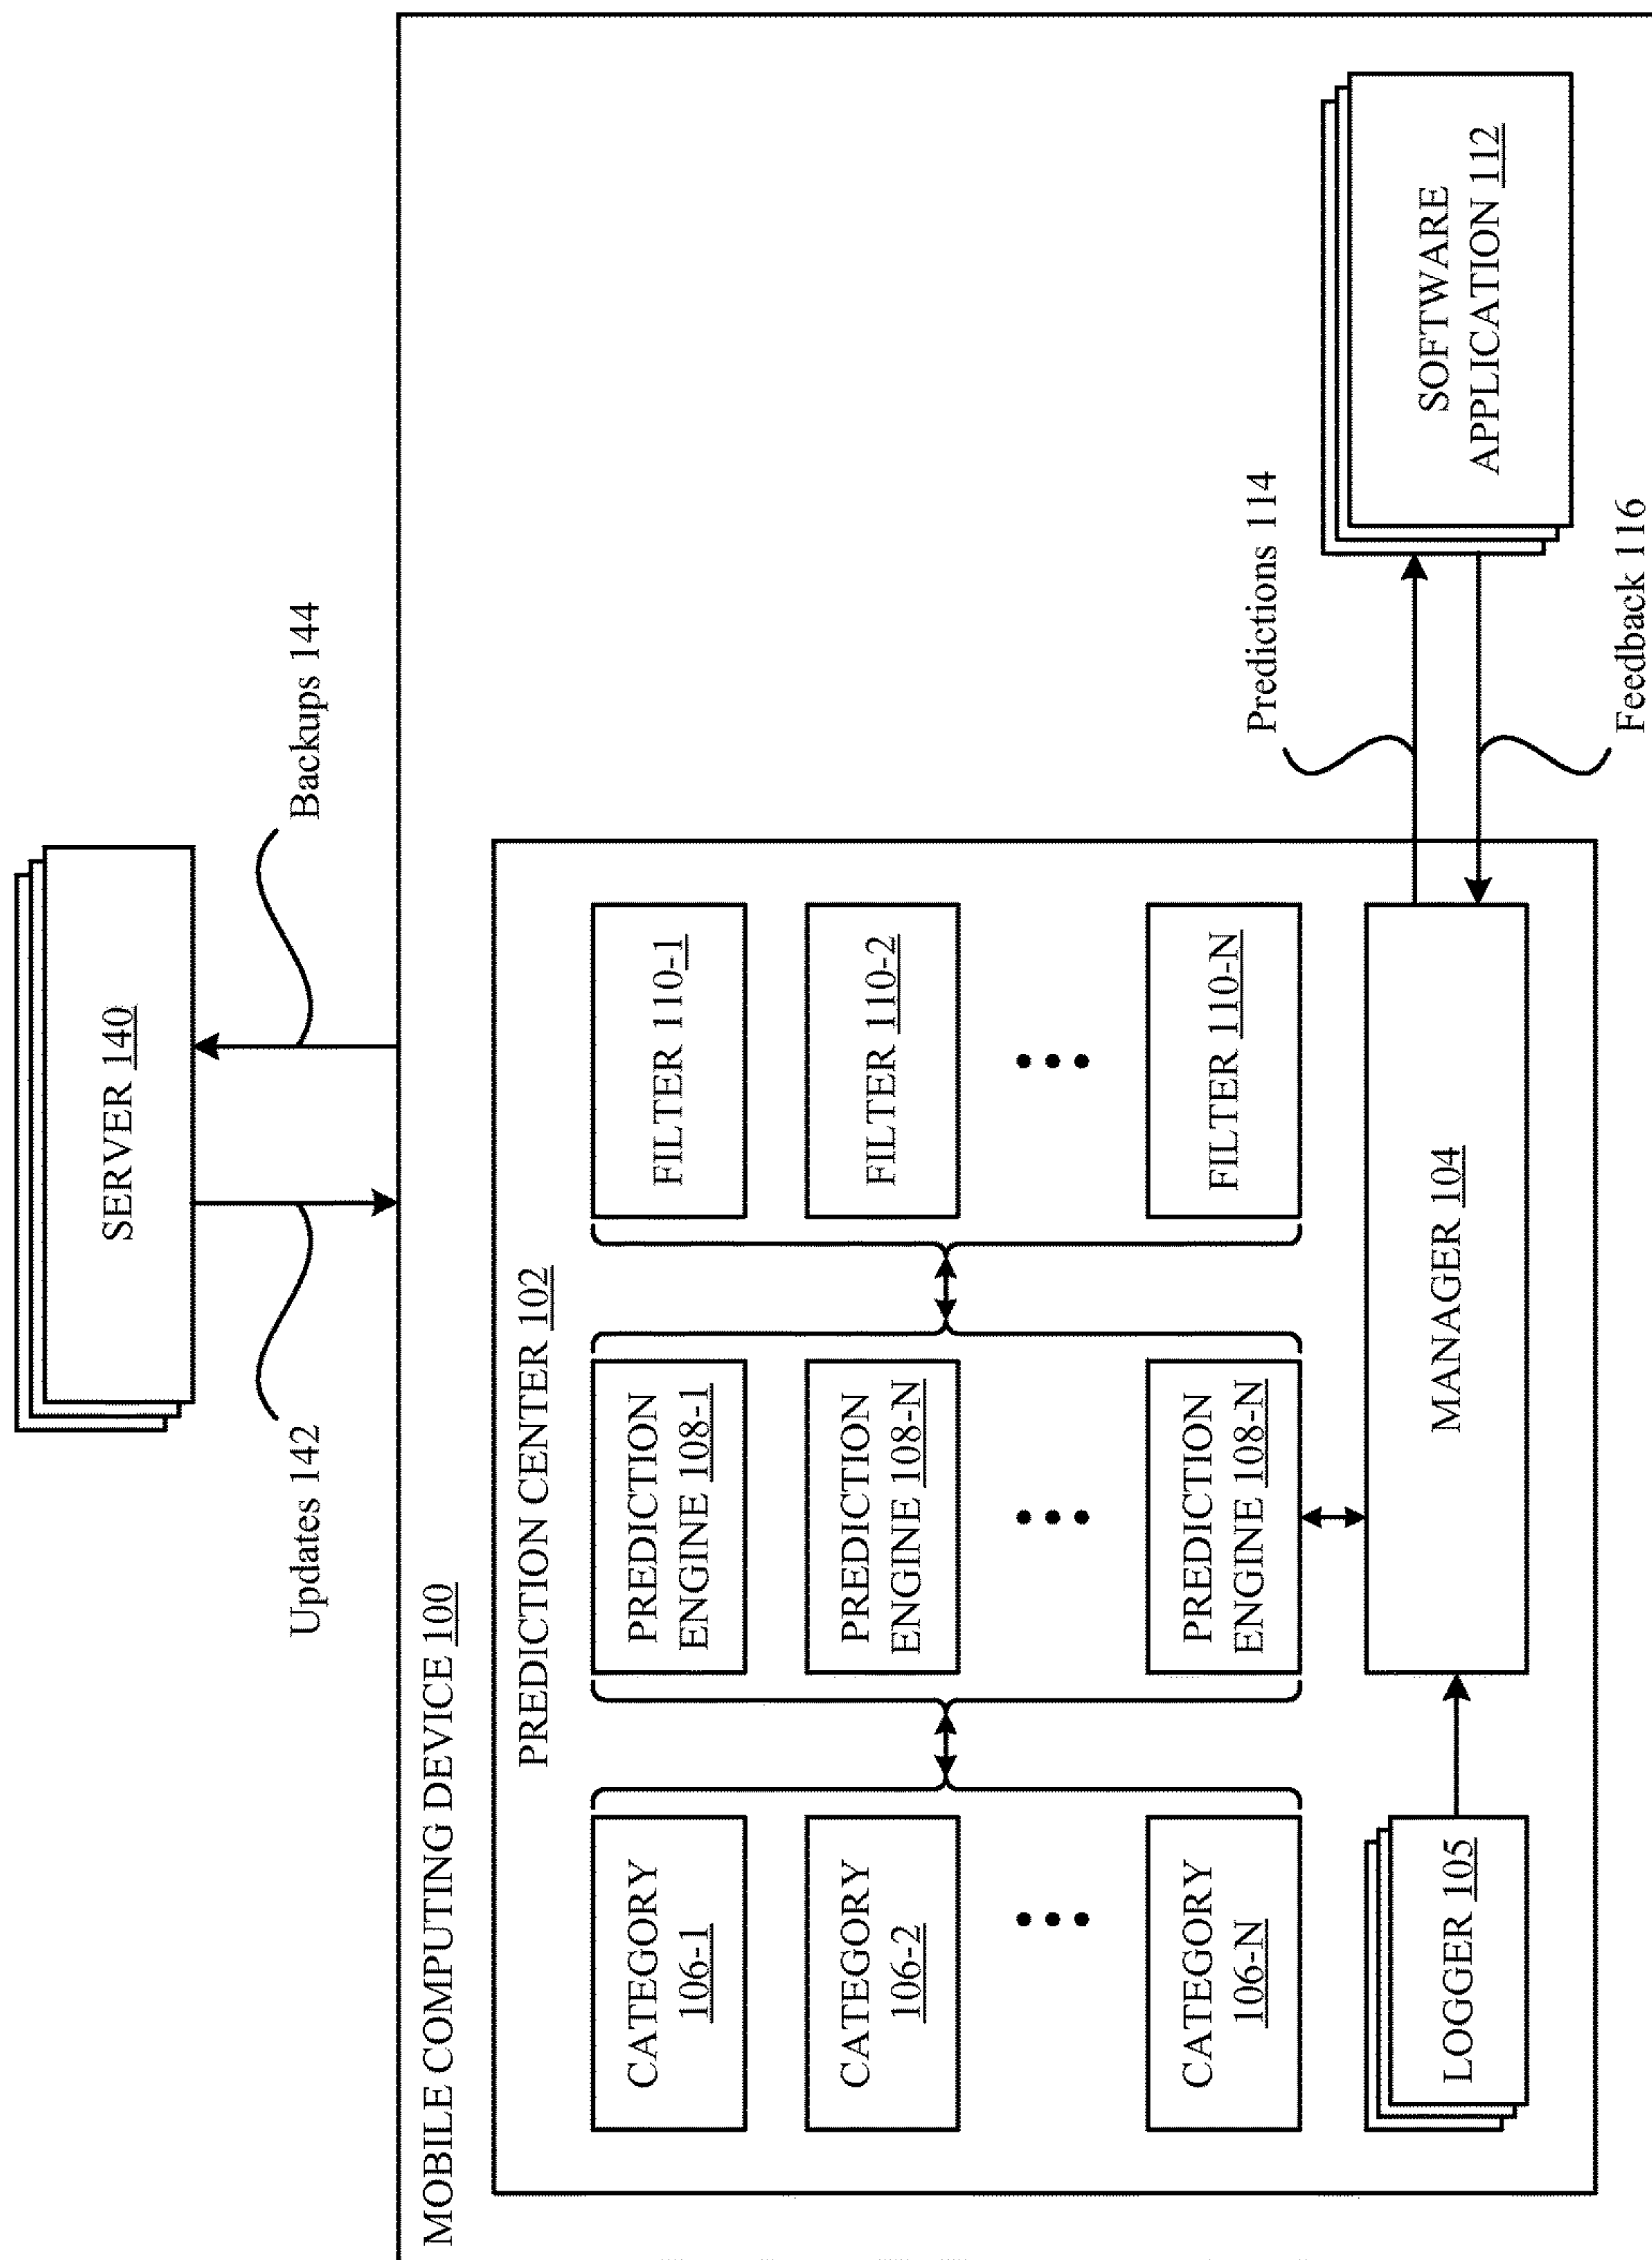 SERVER 140
Updates 142
Backups 144
MOBILE COMPUTING DEVICE 100
PREDICTION CENTER 102
CATEGORY
106-1
PREDICTION
ENGINE 108-1
FILTER 110-1
CATEGORY
106-2
PREDICTION
ENGINE 108-N
FILTER 110-2
CATEGORY
106-N
PREDICTION
ENGINE 108-N
FILTER 110-N
LOGGER 105
MANAGER 104
Predictions 114
Feedback 116
SOFTWARE
APPLICATION 112